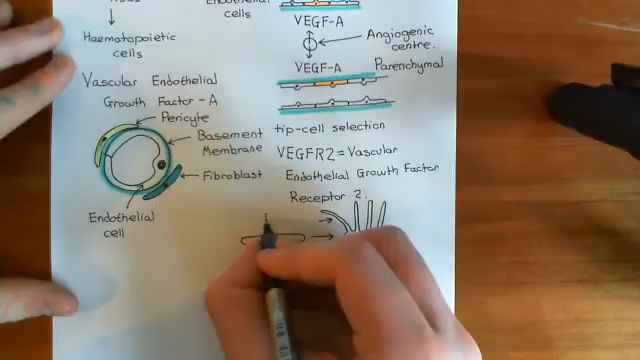 Haematopoietic
cells
Vascular Endothelial
Growth Factor-A
Pericyte
Basement
Membrane
Fibroblast
Endothelial
cell
Endothelial
cells
VEGF-A
Angiogenic
centre.
VEGF-A
Parenchymal
tip-cell selection
VEGFR2 = Vascular
Endothelial Growth Factor
Receptor 2.